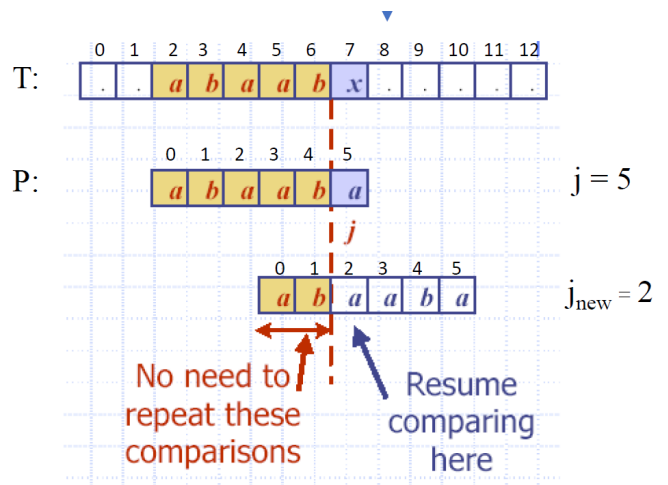 0 1 2 3 4 5 6 7 8 9 10 11 12
T: . . a b a a b x . . . . .
0 1 2 3 4 5
P: a b a a b a j = 5
j
0 1 2 3 4 5
a b a a b a jnew = 2
No need to
repeat these
comparisons
Resume
comparing
here